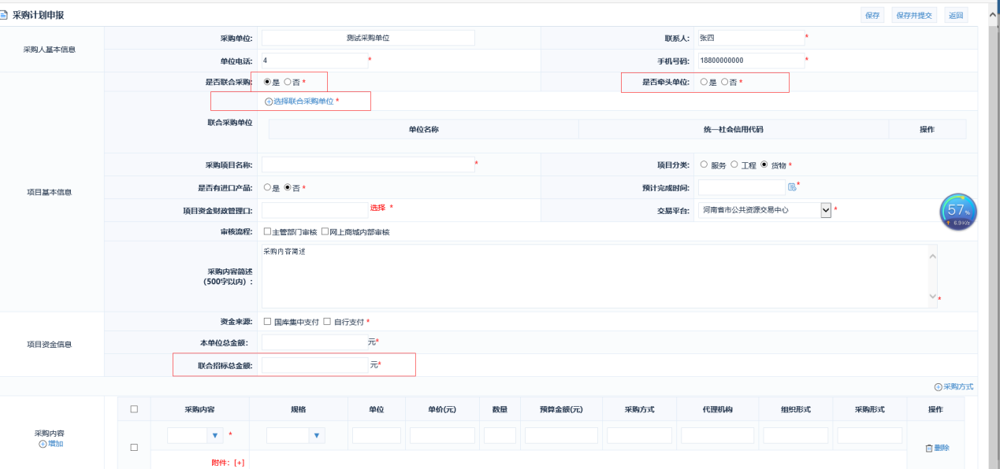 采购计划申报 保存 保存并提交 返回
采购人基本信息
采购单位: 测试采购单位 联系人: 张四 *
单位电话: 4 * 手机号码: 18800000000 *
项目基本信息
是否联合采购: 是 否 * 是否牵头单位: 是 否 *
选择联合采购单位 *
联合采购单位
单位名称 统一社会信用代码 操作
采购项目名称: * 项目分类: 服务 工程 货物 *
是否有进口产品: 是 否 * 预计完成时间: *
项目资金财政管理口: 选择 * 交易平台: 河南省市公共资源交易中心 *
审核流程: 主管部门审核 网上商城内部审核
采购内容简述
(500字以内) :
采购内容简述
*
项目资金信息
资金来源: 国库集中支付 自行支付 *
本单位总金额: 元*
联合招标总金额: 元*
采购方式
采购内容
增加
采购内容 规格 单位 单价(元) 数量 预算金额(元) 采购方式 代理机构 组织形式 采购形式 操作
*
删除
附件: [+]
57%
6.9K/s